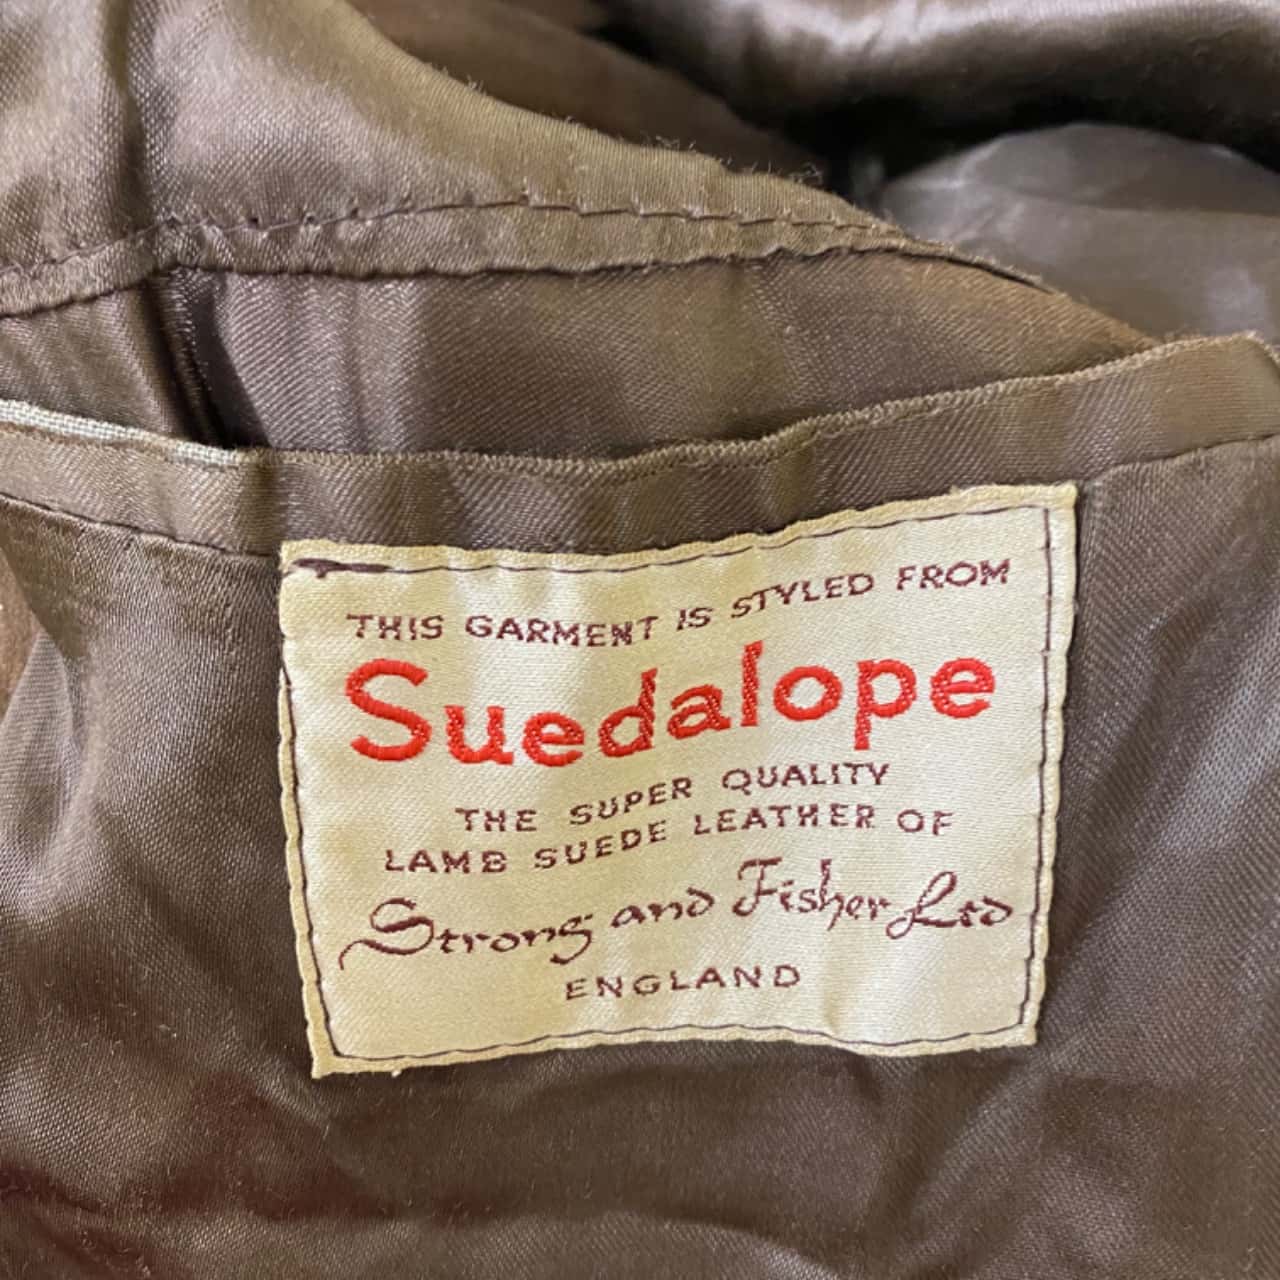 THIS GARMENT IS STYLED FROM
Suedalope
THE SUPER QUALITY
LAMB SUEDE LEATHER OF
Strong and Fisher Ltd
ENGLAND